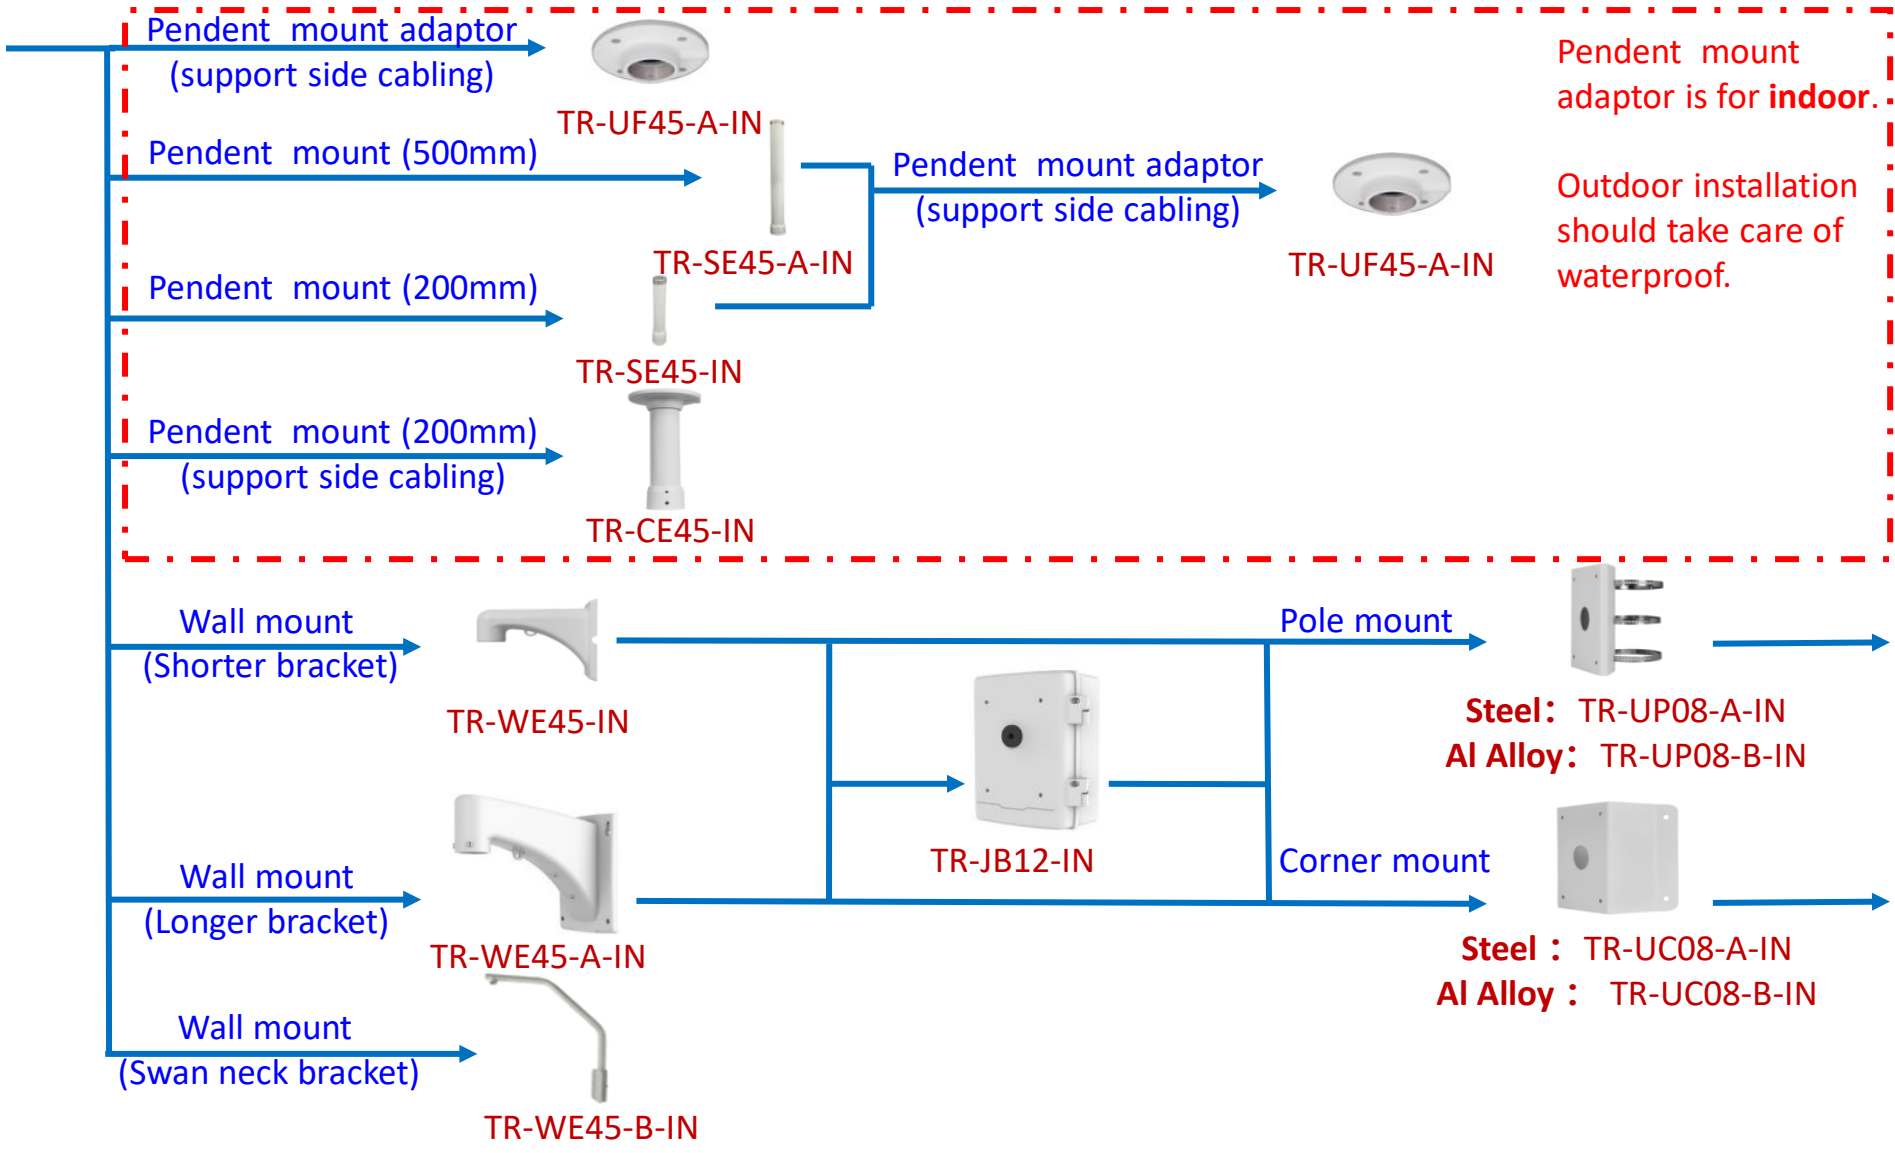 Pendent mount adaptor
(support side cabling)
TR-UF45-A-IN
Pendent mount
adaptor is for indoor.
Outdoor installation
should take care of
waterproof.
Pendent mount (500mm)
TR-SE45-A-IN
Pendent mount adaptor
(support side cabling)
TR-UF45-A-IN
Pendent mount (200mm)
TR-SE45-IN
Pendent mount (200mm)
(support side cabling)
TR-CE45-IN
Wall mount
(Shorter bracket)
TR-WE45-IN
Pole mount
Steel： TR-UP08-A-IN
Al Alloy： TR-UP08-B-IN
TR-JB12-IN
Wall mount
(Longer bracket)
TR-WE45-A-IN
Corner mount
Steel ： TR-UC08-A-IN
Al Alloy ： TR-UC08-B-IN
Wall mount
(Swan neck bracket)
TR-WE45-B-IN